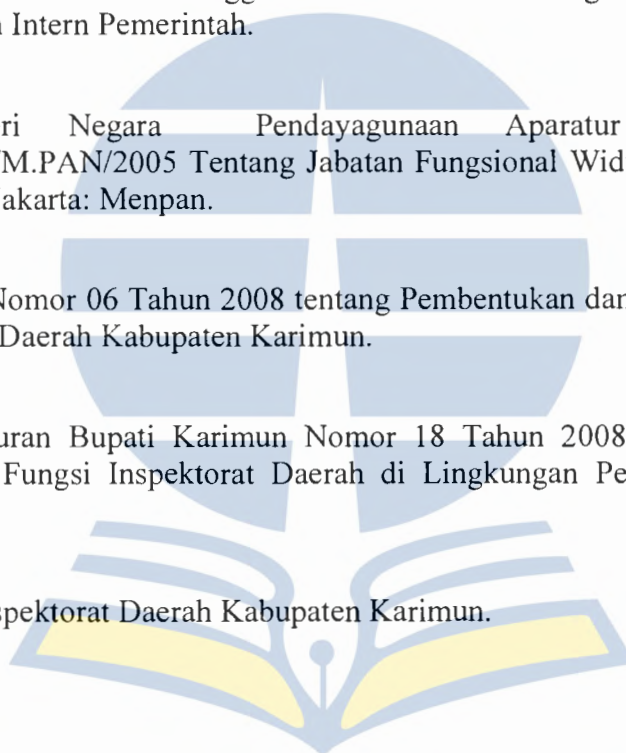 n Intern Pemerintah.
ri Negara Pendayagunaan Aparatur
/M.PAN/2005 Tentang Jabatan Fungsional Wid
akarta: Menpan.
Nomor 06 Tahun 2008 tentang Pembentukan dan
Daerah Kabupaten Karimun.
uran Bupati Karimun Nomor 18 Tahun 2008
Fungsi Inspektorat Daerah di Lingkungan Pe
spektorat Daerah Kabupaten Karimun.